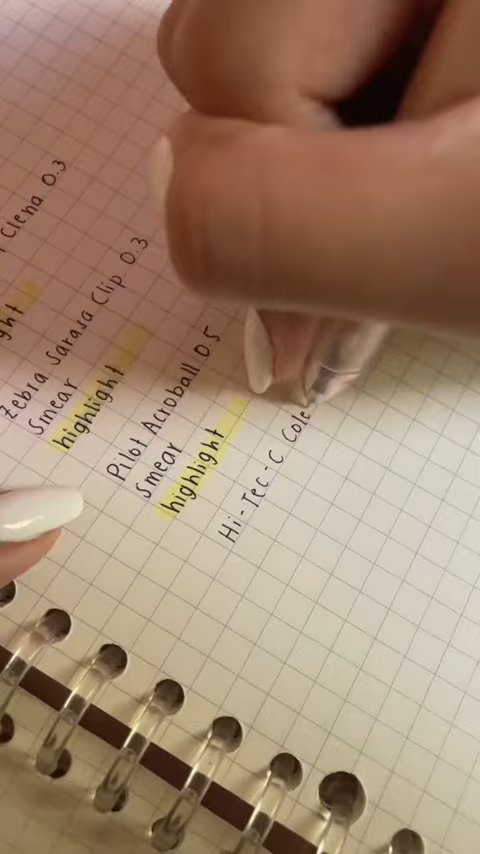 Clena 0.3
ght
Zebra Sarasa Clip 0.3
Smear
highlight
Pilot Acroball 0.5
Smear
highlight
Hi-Tec-C Cole